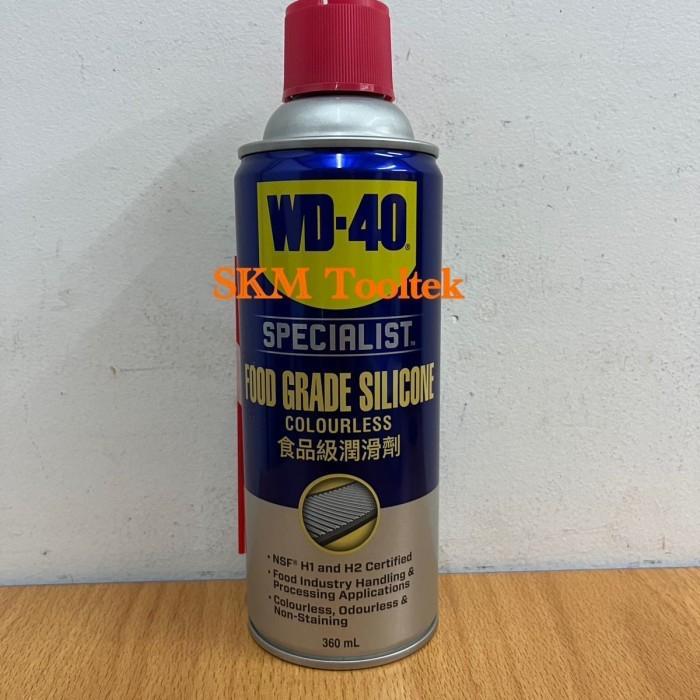 WD-40®
SKM Tooltek
SPECIALIST™
FOOD GRADE SILICONE
COLOURLESS
食品級潤滑劑
• NSF® H1 and H2 Certified
• Food Industry Handling &
Processing Applications
• Colourless, Odourless &
Non-Staining
360 mL